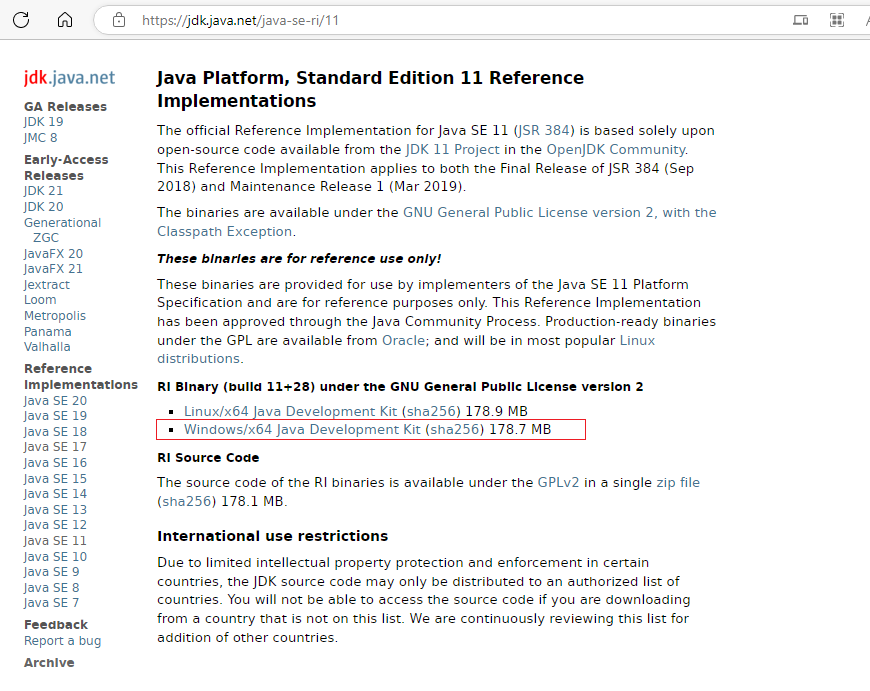 https://jdk.java.net/java-se-ri/11
jdk.java.net
GA Releases
JDK 19
JMC 8
Early-Access
Releases
JDK 21
JDK 20
Generational
ZGC
JavaFX 20
JavaFX 21
Jextract
Loom
Metropolis
Panama
Valhalla
Reference
Implementations
Java SE 20
Java SE 19
Java SE 18
Java SE 17
Java SE 16
Java SE 15
Java SE 14
Java SE 13
Java SE 12
Java SE 11
Java SE 10
Java SE 9
Java SE 8
Java SE 7
Feedback
Report a bug
Archive
Java Platform, Standard Edition 11 Reference
Implementations
The official Reference Implementation for Java SE 11 (JSR 384) is based solely upon
open-source code available from the JDK 11 Project in the OpenJDK Community.
This Reference Implementation applies to both the Final Release of JSR 384 (Sep
2018) and Maintenance Release 1 (Mar 2019).
The binaries are available under the GNU General Public License version 2, with the
Classpath Exception.
These binaries are for reference use only!
These binaries are provided for use by implementers of the Java SE 11 Platform
Specification and are for reference purposes only. This Reference Implementation
has been approved through the Java Community Process. Production-ready binaries
under the GPL are available from Oracle; and will be in most popular Linux
distributions.
RI Binary (build 11+28) under the GNU General Public License version 2
▪ Linux/x64 Java Development Kit (sha256) 178.9 MB
▪ Windows/x64 Java Development Kit (sha256) 178.7 MB
RI Source Code
The source code of the RI binaries is available under the GPLv2 in a single zip file
(sha256) 178.1 MB.
International use restrictions
Due to limited intellectual property protection and enforcement in certain
countries, the JDK source code may only be distributed to an authorized list of
countries. You will not be able to access the source code if you are downloading
from a country that is not on this list. We are continuously reviewing this list for
addition of other countries.